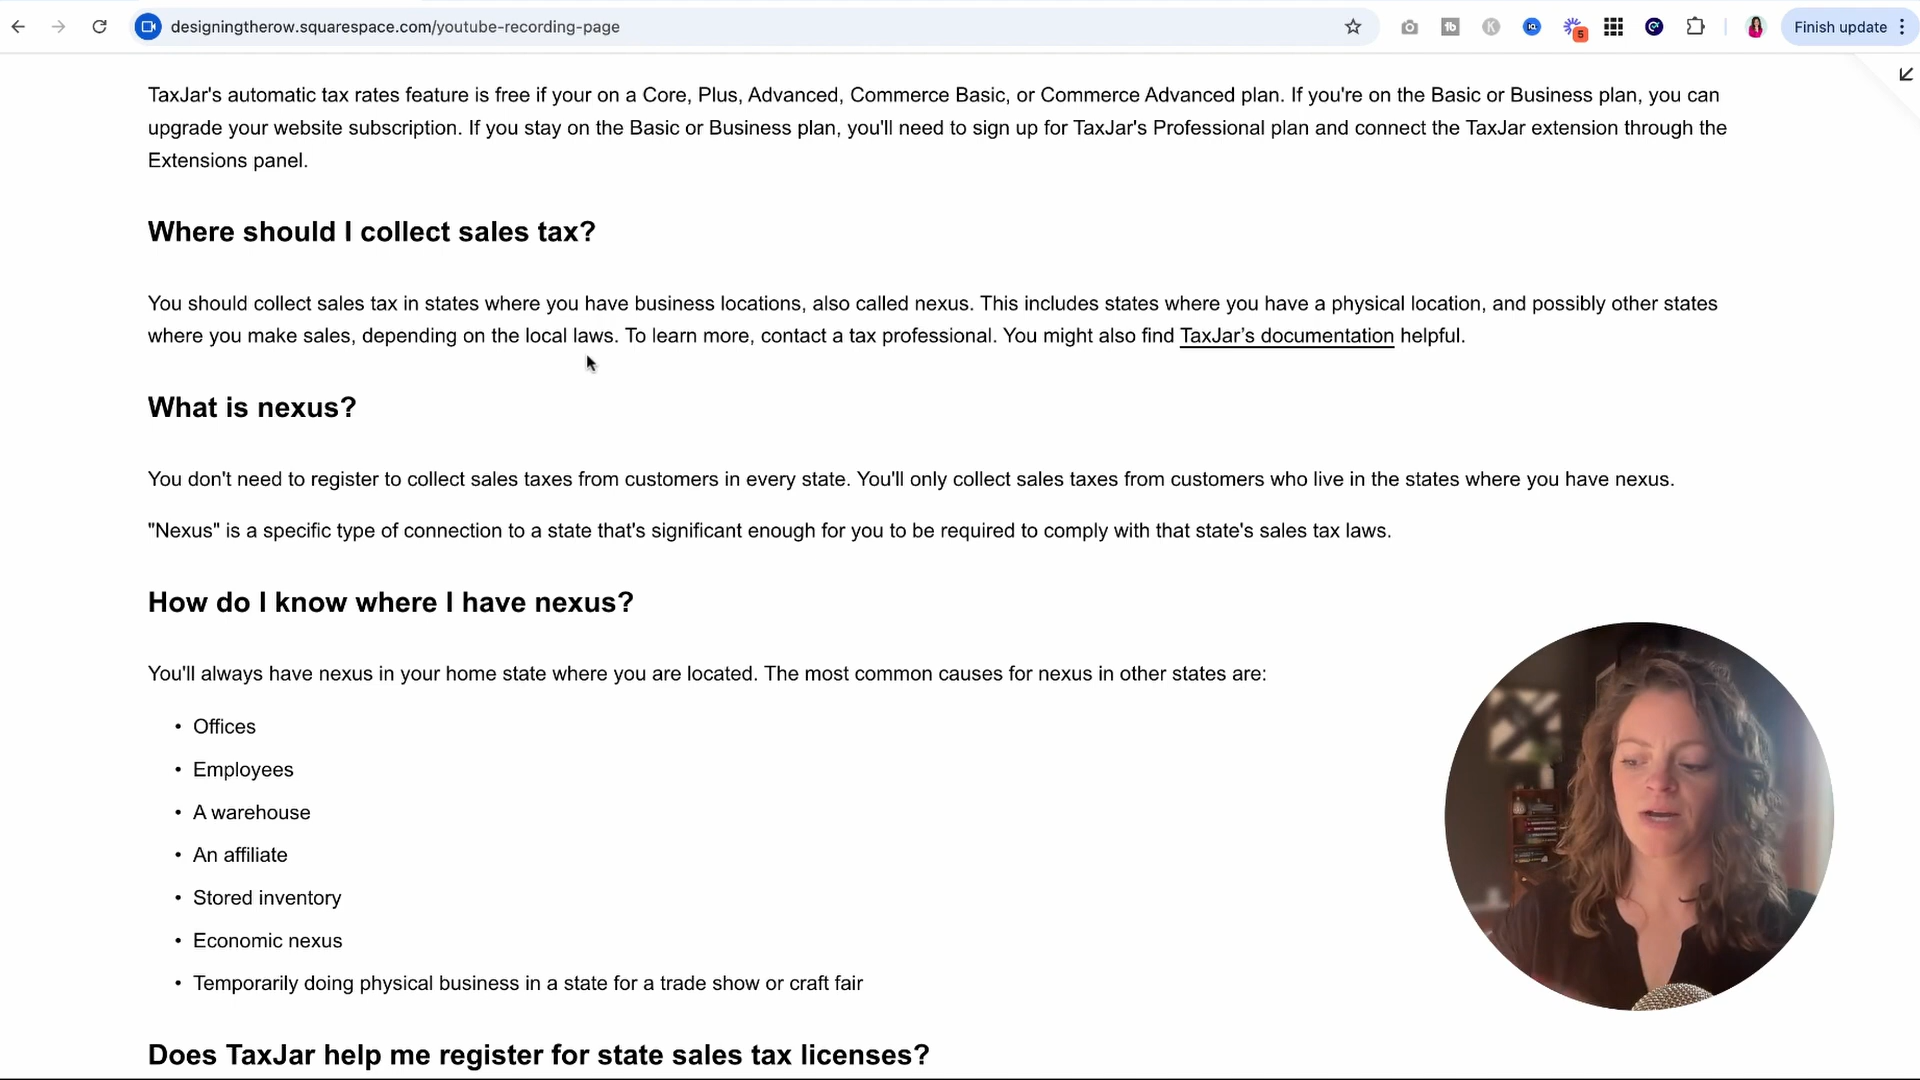 designingtherow.squarespace.com/youtube-recording-page
Finish update
5
TaxJar's automatic tax rates feature is free if your on a Core, Plus, Advanced, Commerce Basic, or Commerce Advanced plan. If you're on the Basic or Business plan, you can
upgrade your website subscription. If you stay on the Basic or Business plan, you'll need to sign up for TaxJar's Professional plan and connect the TaxJar extension through the
Extensions panel.
Where should I collect sales tax?
You should collect sales tax in states where you have business locations, also called nexus. This includes states where you have a physical location, and possibly other states
where you make sales, depending on the local laws. To learn more, contact a tax professional. You might also find TaxJar’s documentation helpful.
What is nexus?
You don't need to register to collect sales taxes from customers in every state. You'll only collect sales taxes from customers who live in the states where you have nexus.
"Nexus" is a specific type of connection to a state that's significant enough for you to be required to comply with that state's sales tax laws.
How do I know where I have nexus?
You'll always have nexus in your home state where you are located. The most common causes for nexus in other states are:
• Offices
• Employees
• A warehouse
• An affiliate
• Stored inventory
• Economic nexus
• Temporarily doing physical business in a state for a trade show or craft fair
Does TaxJar help me register for state sales tax licenses?